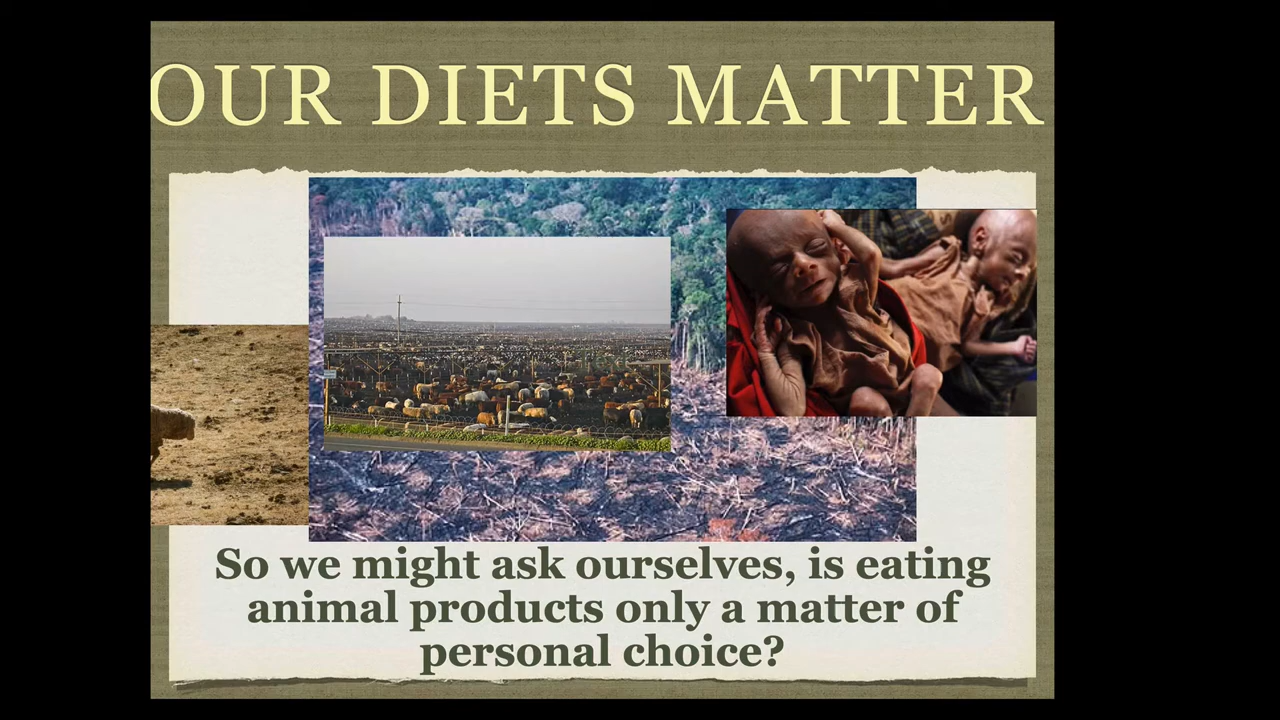 OUR DIETS MATTER
So we might ask ourselves, is eating
animal products only a matter of
personal choice?